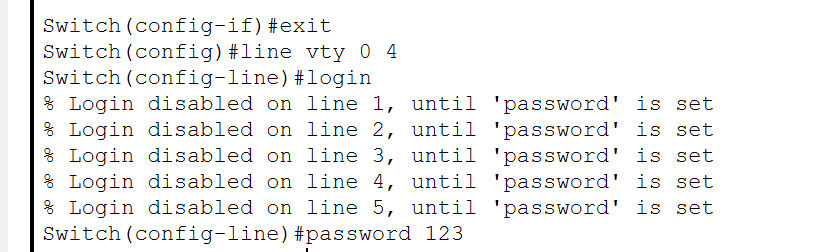 Switch(config-if)#exit
Switch(config)#line vty 0 4
Switch(config-line)#login
% Login disabled on line 1, until 'password' is set
% Login disabled on line 2, until 'password' is set
% Login disabled on line 3, until 'password' is set
% Login disabled on line 4, until 'password' is set
% Login disabled on line 5, until 'password' is set
Switch(config-line)#password 123